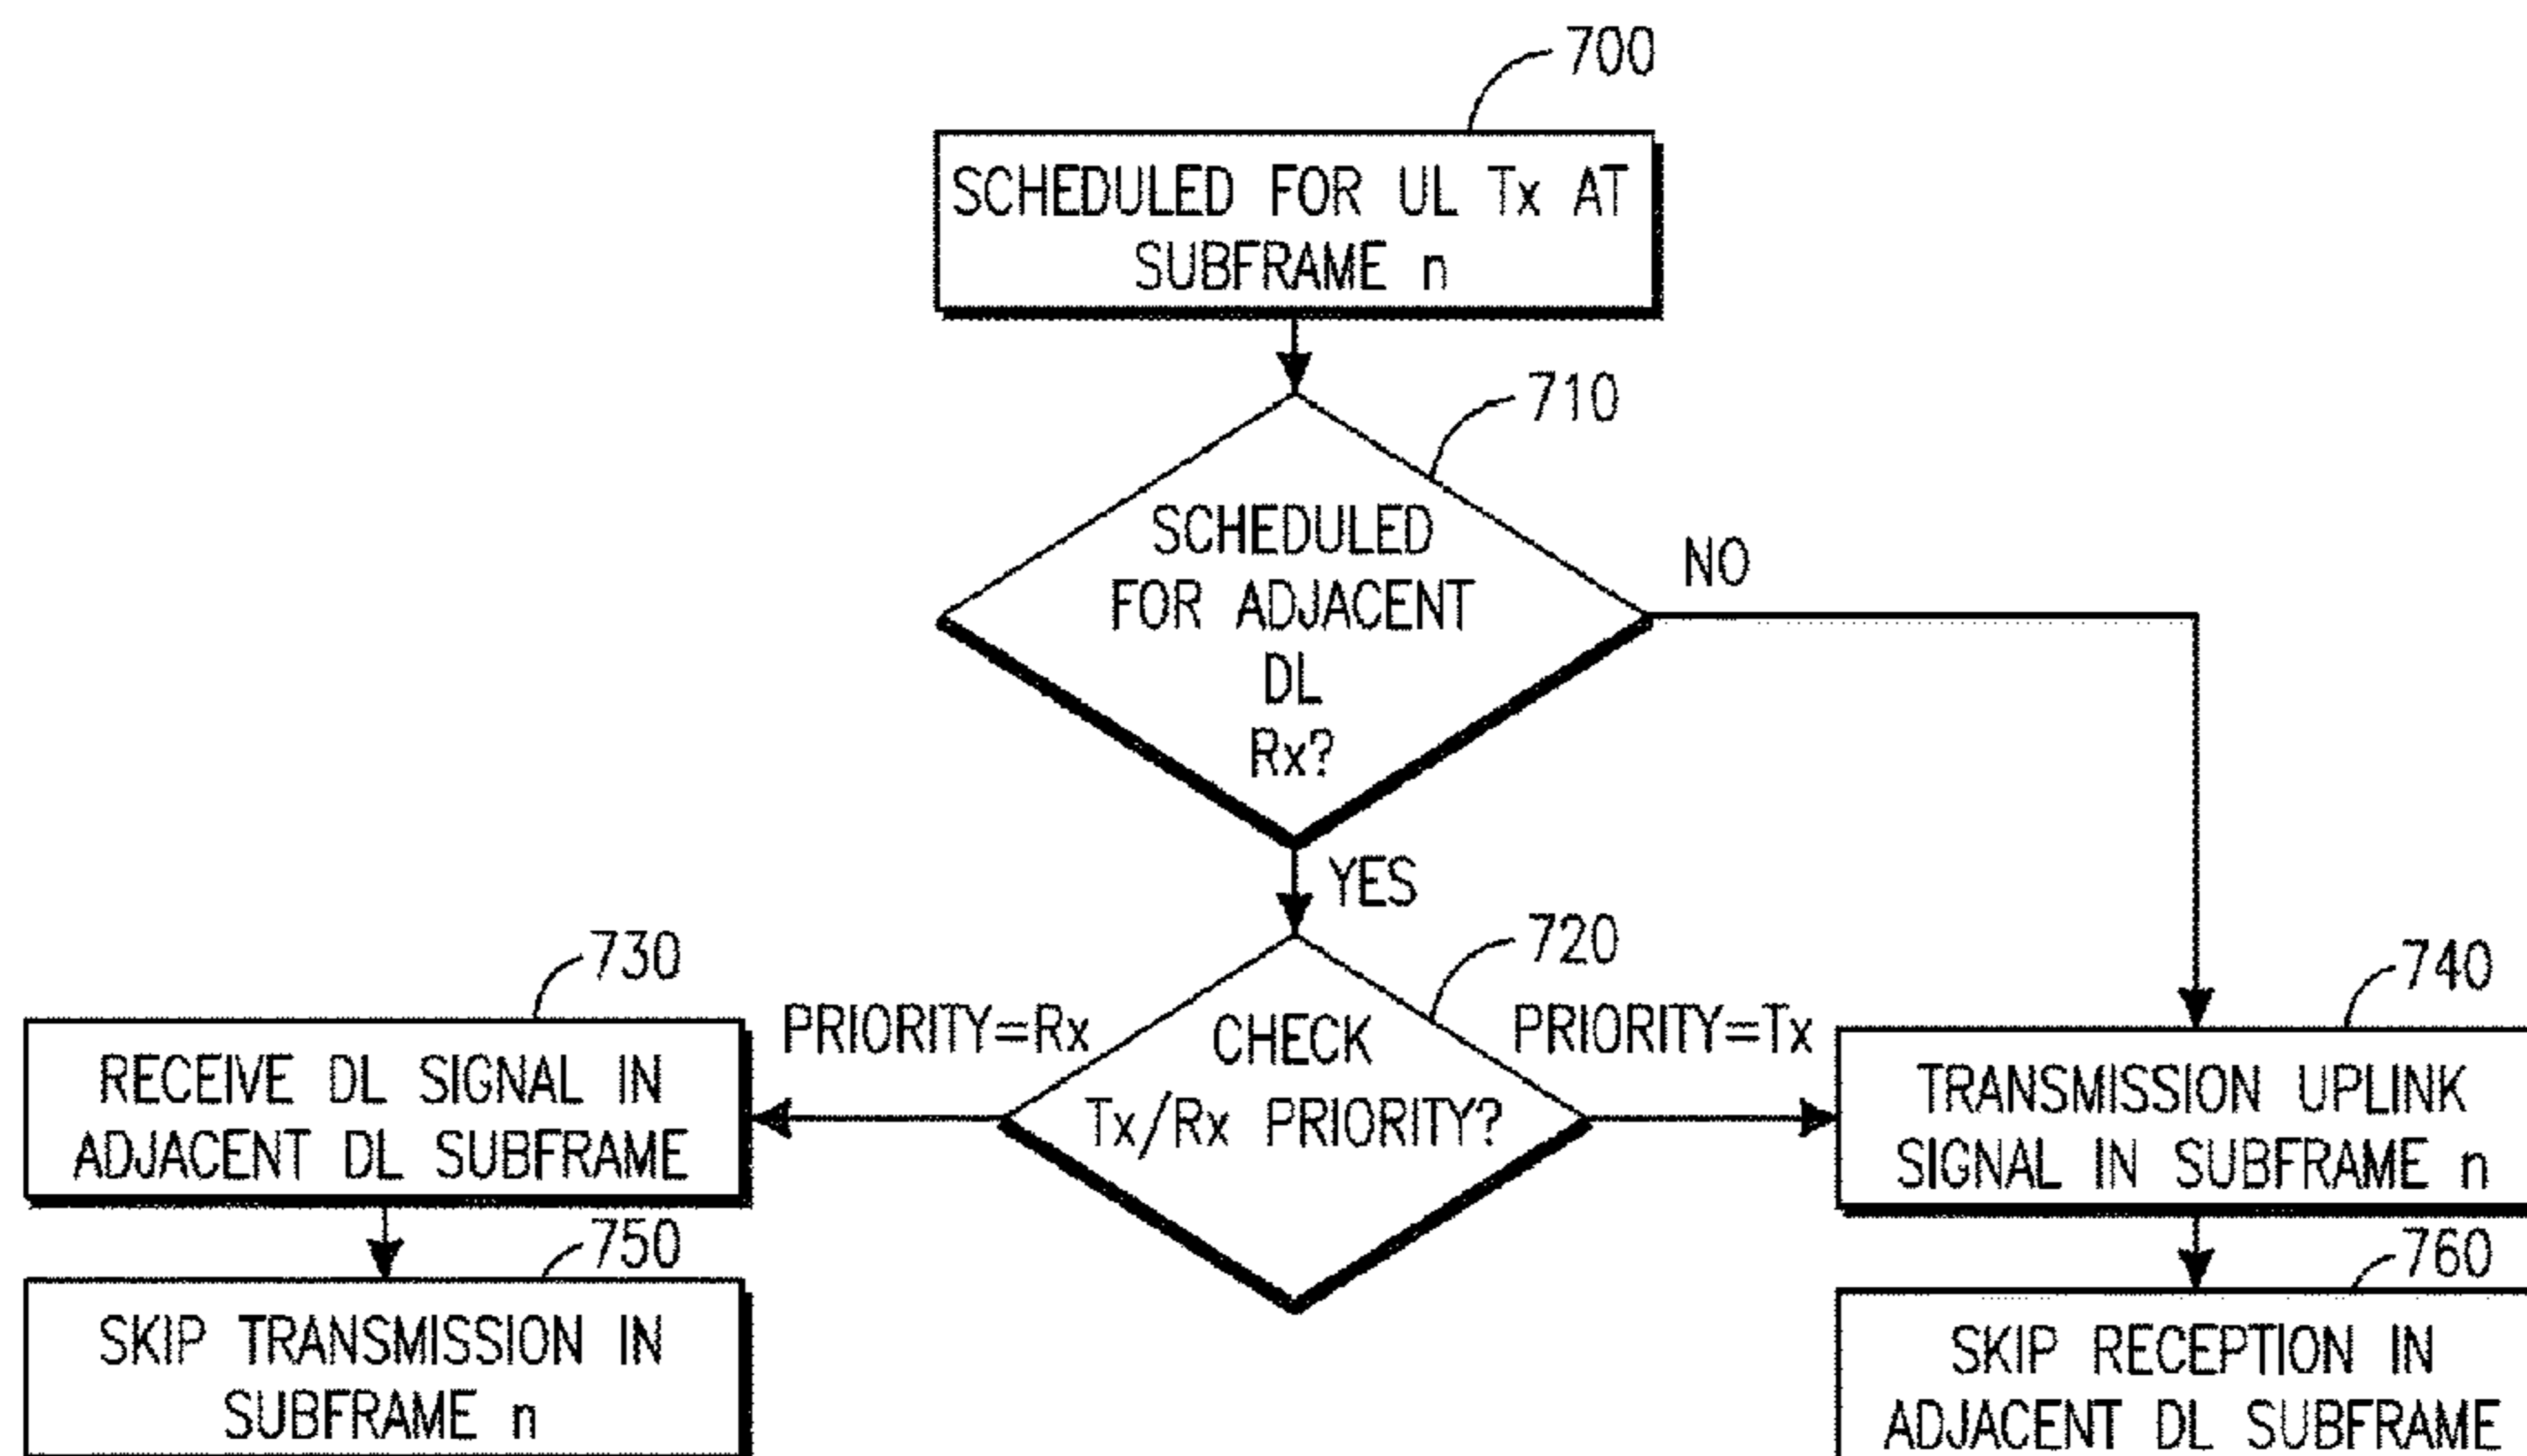 700
SCHEDULED FOR UL Tx AT
SUBFRAME n
710
SCHEDULED
FOR ADJACENT
DL
Rx?
NO
YES
720
CHECK
Tx/Rx PRIORITY?
PRIORITY=Rx
PRIORITY=Tx
730
RECEIVE DL SIGNAL IN
ADJACENT DL SUBFRAME
740
TRANSMISSION UPLINK
SIGNAL IN SUBFRAME n
750
SKIP TRANSMISSION IN
SUBFRAME n
760
SKIP RECEPTION IN
ADJACENT DL SUBFRAME